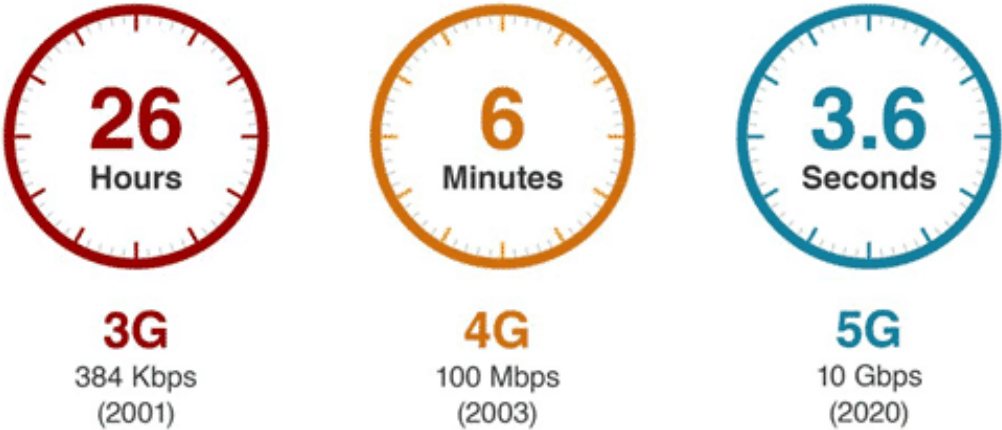 26
Hours
3G
384 Kbps
(2001)
6
Minutes
4G
100 Mbps
(2003)
3.6
Seconds
5G
10 Gbps
(2020)